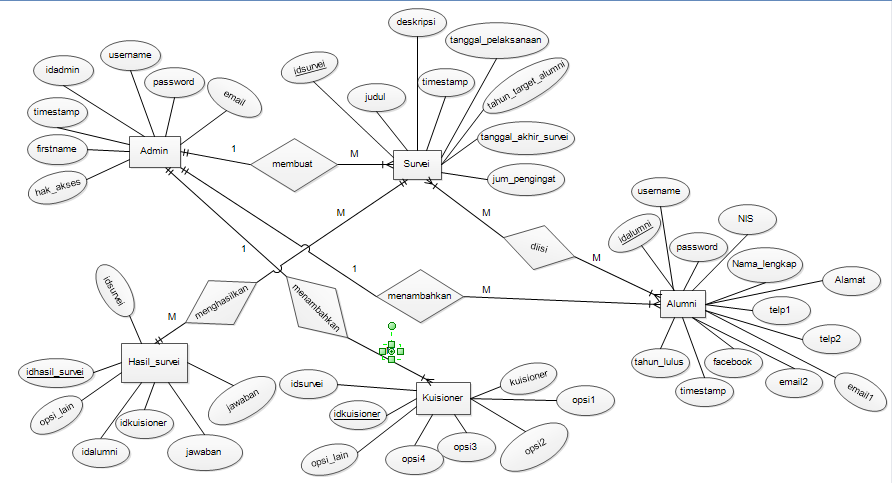 deskripsi
username
tanggal_pelaksanaan
idadmin
idsurvei
password
timestamp
tahun_target_alumni
email
judul
timestamp
tanggal_akhir_survei
firstname
Admin
1
M
membuat
Survei
hak_akses
jum_pengingat
username
M
M
NIS
idalumni
diisi
password
1
M
Nama_lengkap
1
M
Alamat
idsurvei
menghasilkan
menambahkan
menambahkan
Alumni
telp1
M
telp2
Hasil_survei
tahun_lulus
facebook
idhasil_survei
idsurvei
kuisioner
email2
email1
timestamp
jawaban
Kuisioner
opsi1
opsi_lain
idkuisioner
idkuisioner
opsi3
opsi2
idalumni
jawaban
opsi_lain
opsi4